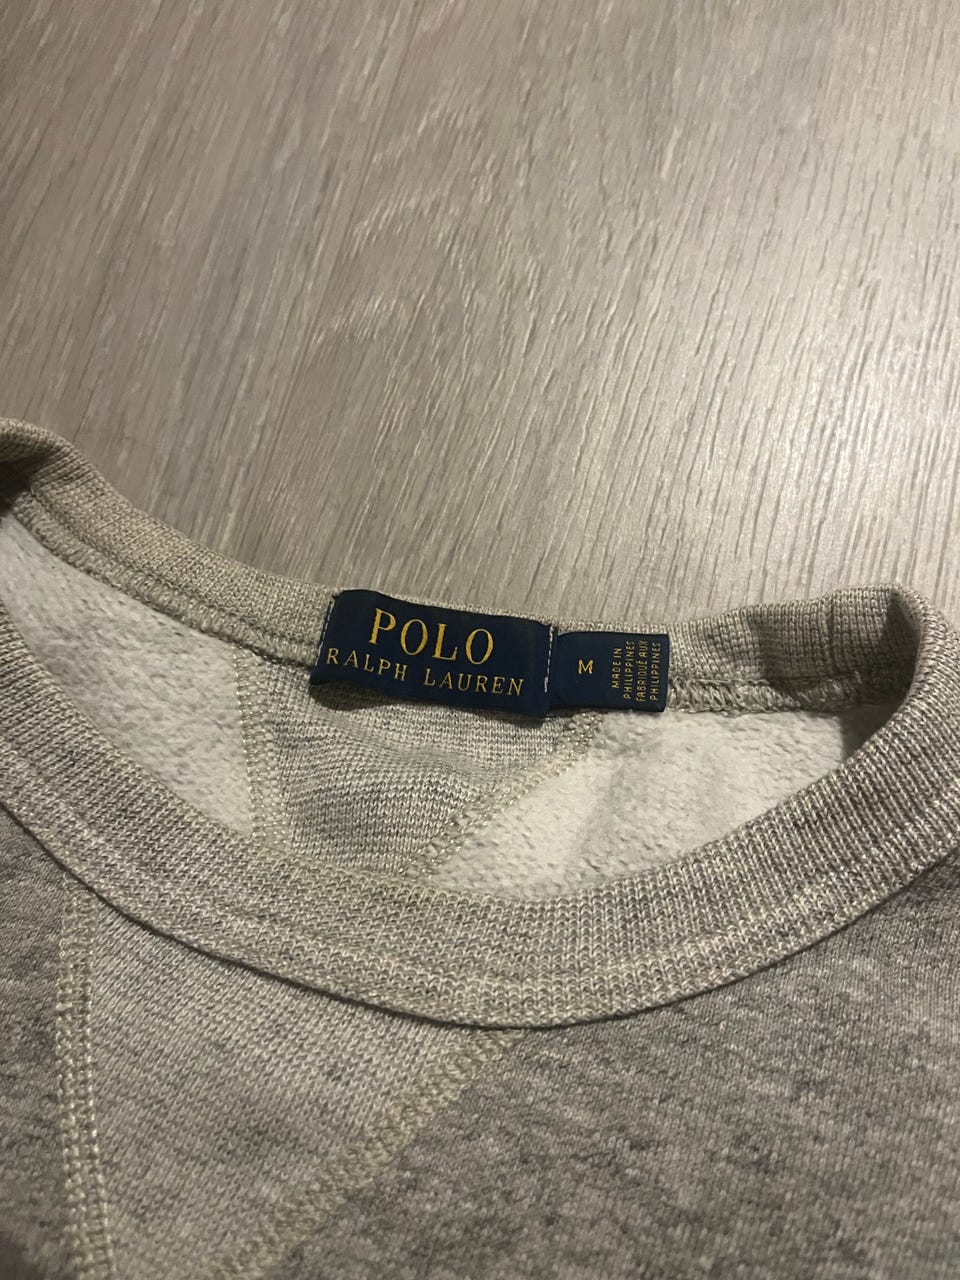 POLO
RALPH LAUREN
M
MADE IN
PHILIPPINES
FABRIQUÉ AUX
PHILIPPINES